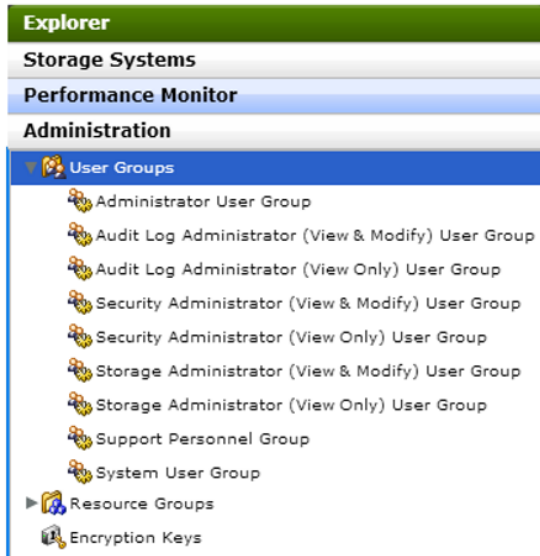 Explorer
Storage Systems
Performance Monitor
Administration
User Groups
Administrator User Group
Audit Log Administrator (View & Modify) User Group
Audit Log Administrator (View Only) User Group
Security Administrator (View & Modify) User Group
Security Administrator (View Only) User Group
Storage Administrator (View & Modify) User Group
Storage Administrator (View Only) User Group
Support Personnel Group
System User Group
Resource Groups
Encryption Keys